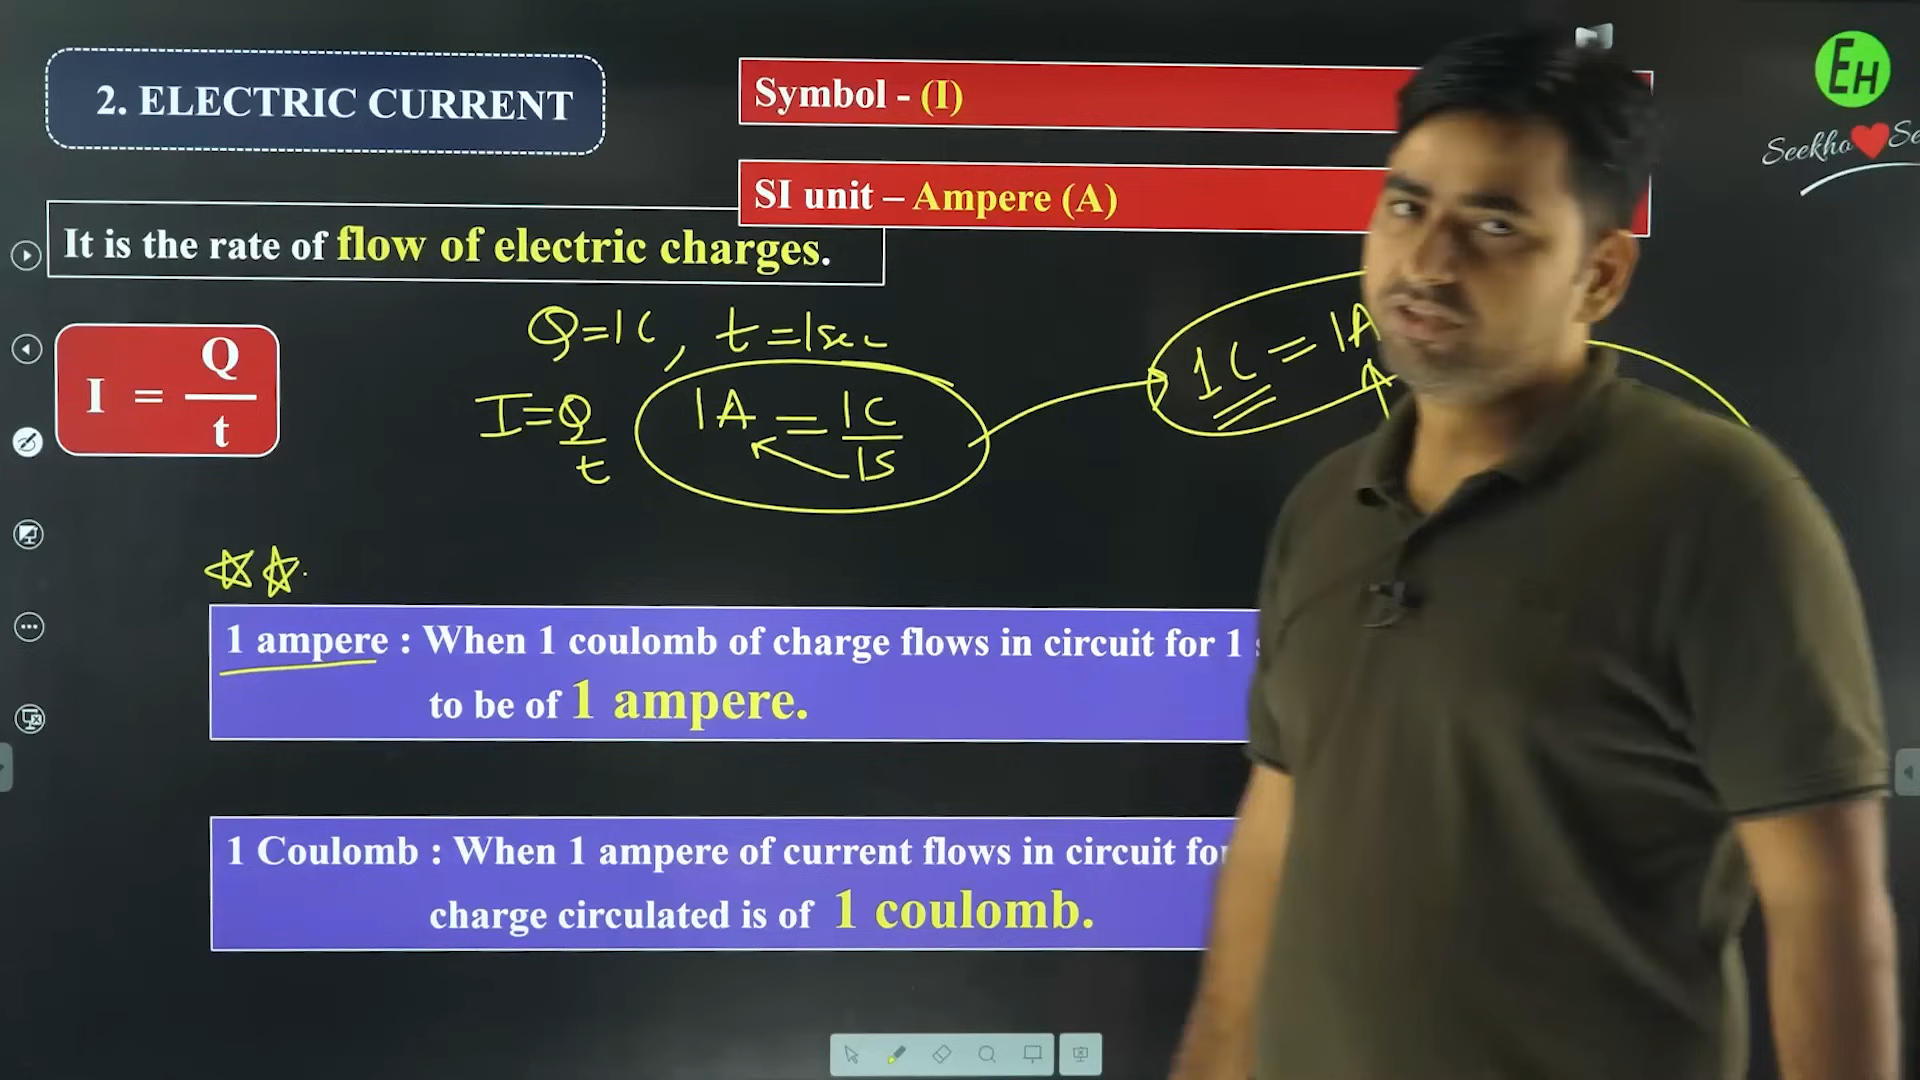 2. ELECTRIC CURRENT
Symbol - (I)
SI unit – Ampere (A)
It is the rate of flow of electric charges.
I = Q/t
Q=1C, t=1sec
I=Q/t
1A = 1C/1s
1C = 1A
1 ampere : When 1 coulomb of charge flows in circuit for 1
to be of 1 ampere.
1 Coulomb : When 1 ampere of current flows in circuit for
charge circulated is of 1 coulomb.
EH
Seekho